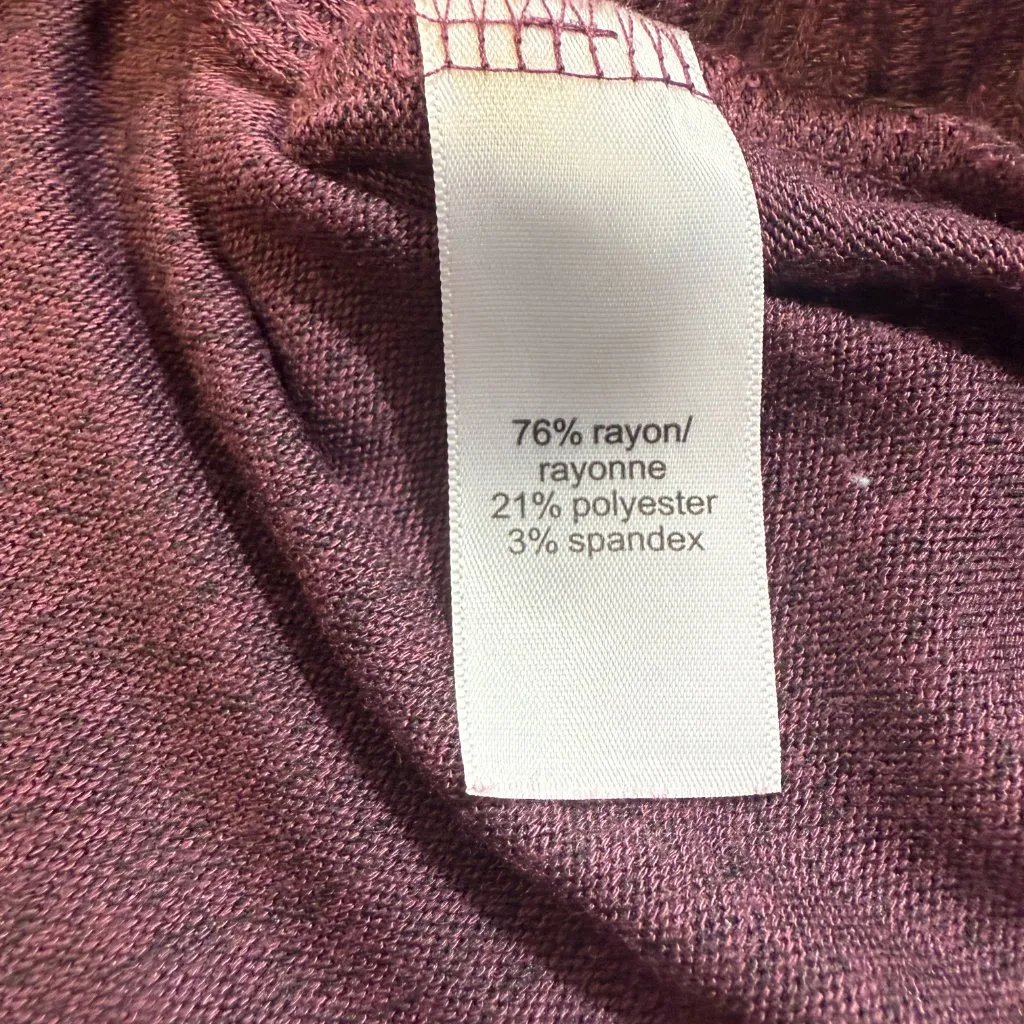 76% rayon/
rayonne
21% polyester
3% spandex